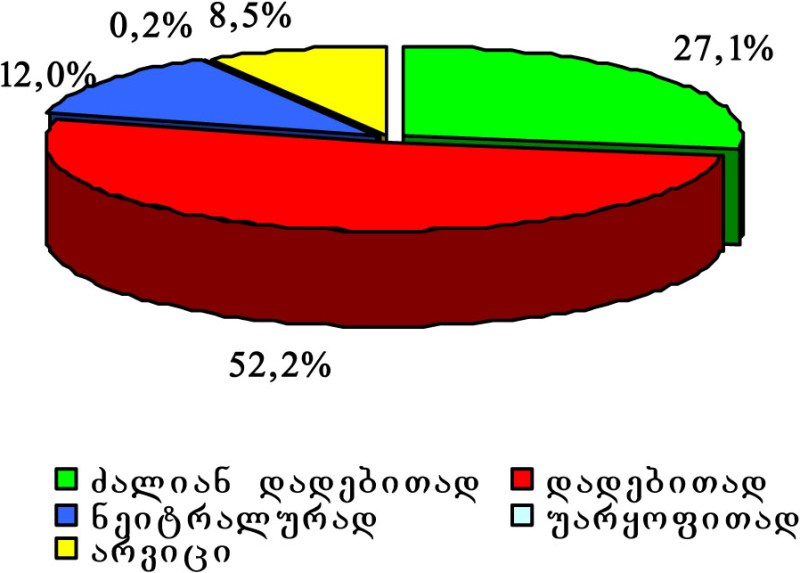 0,2% 8,5%
27,1%
12,0%
52,2%
ძალიან დადებითად დადებითად
ნეიტრალურად უარყოფითად
არვიცი